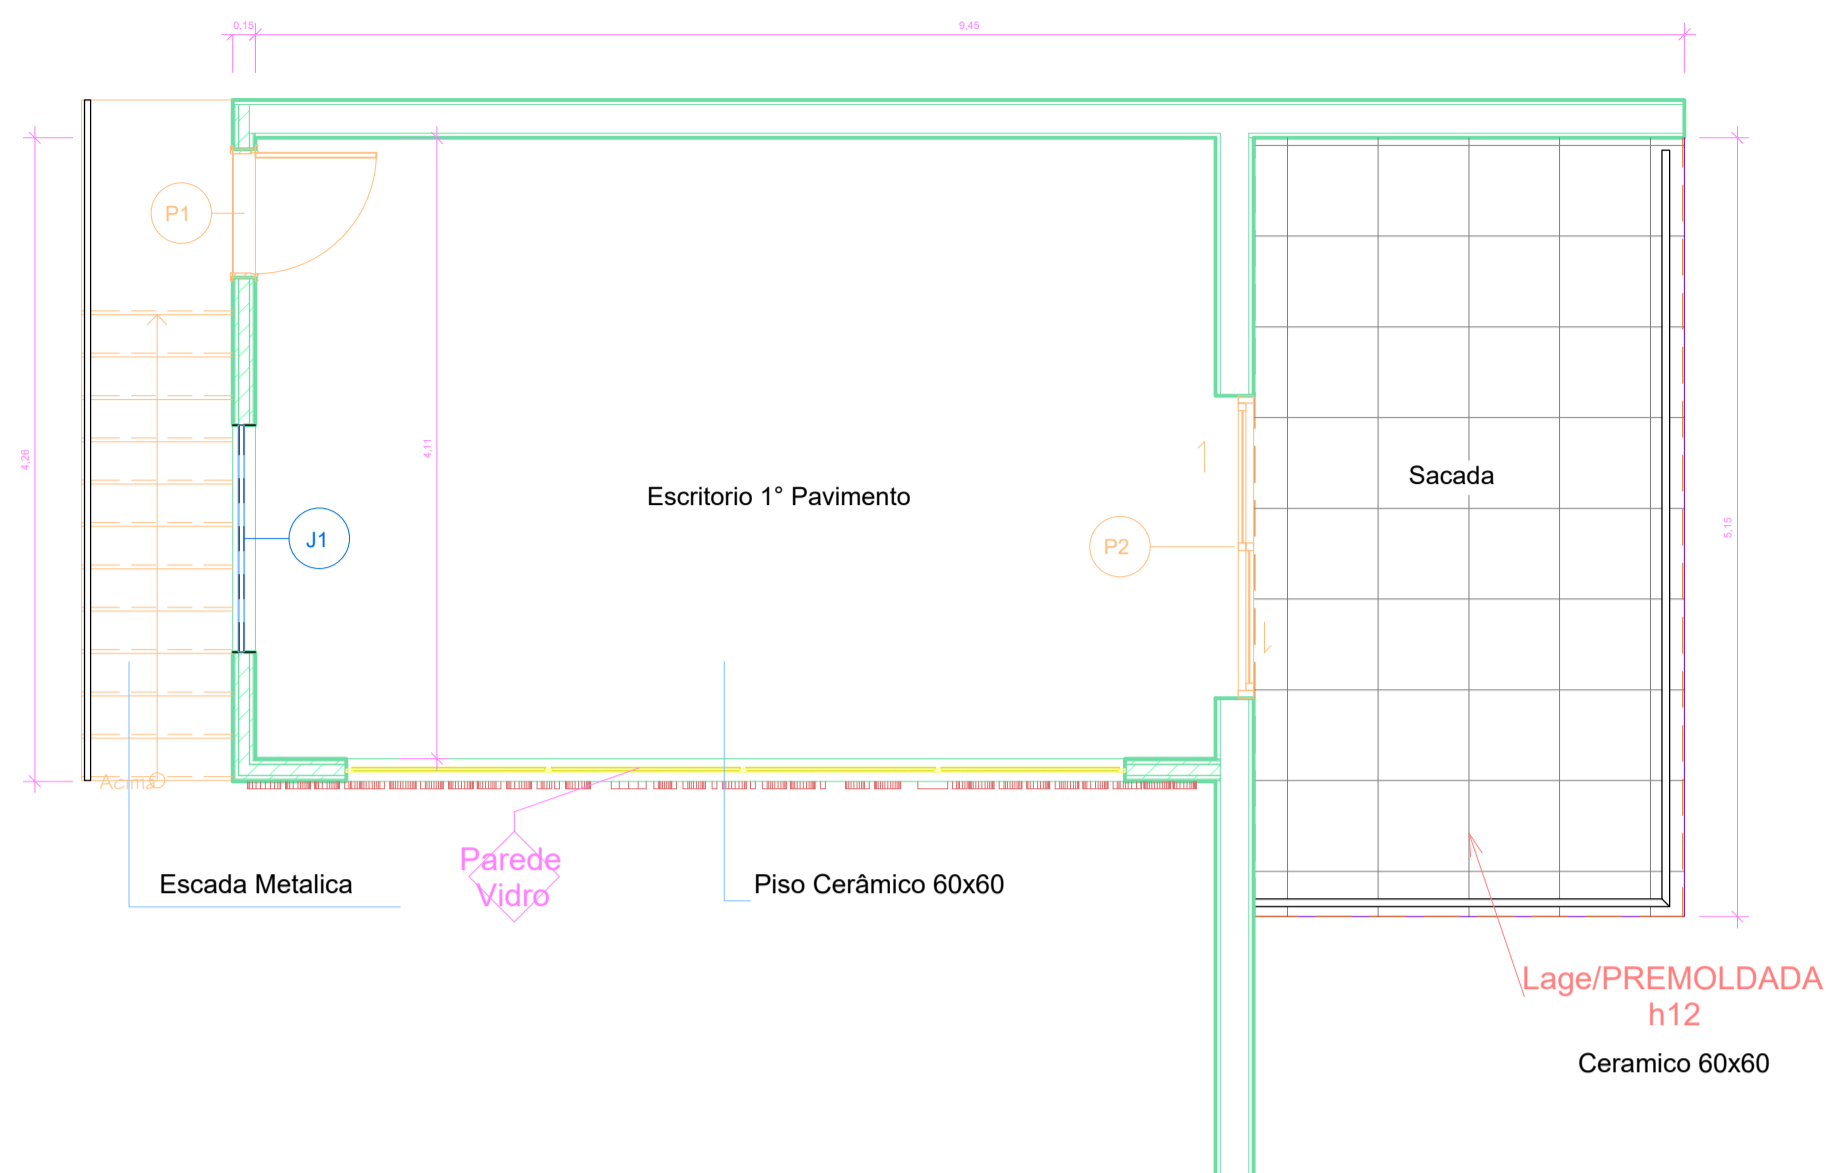 0,15
9,45
P1
4,26
4,11
Escritorio 1° Pavimento
Sacada
J1
P2
5,15
Acima
Escada Metalica
Parede
Vidro
Piso Cerâmico 60x60
Lage/PREMOLDADA
h12
Ceramico 60x60